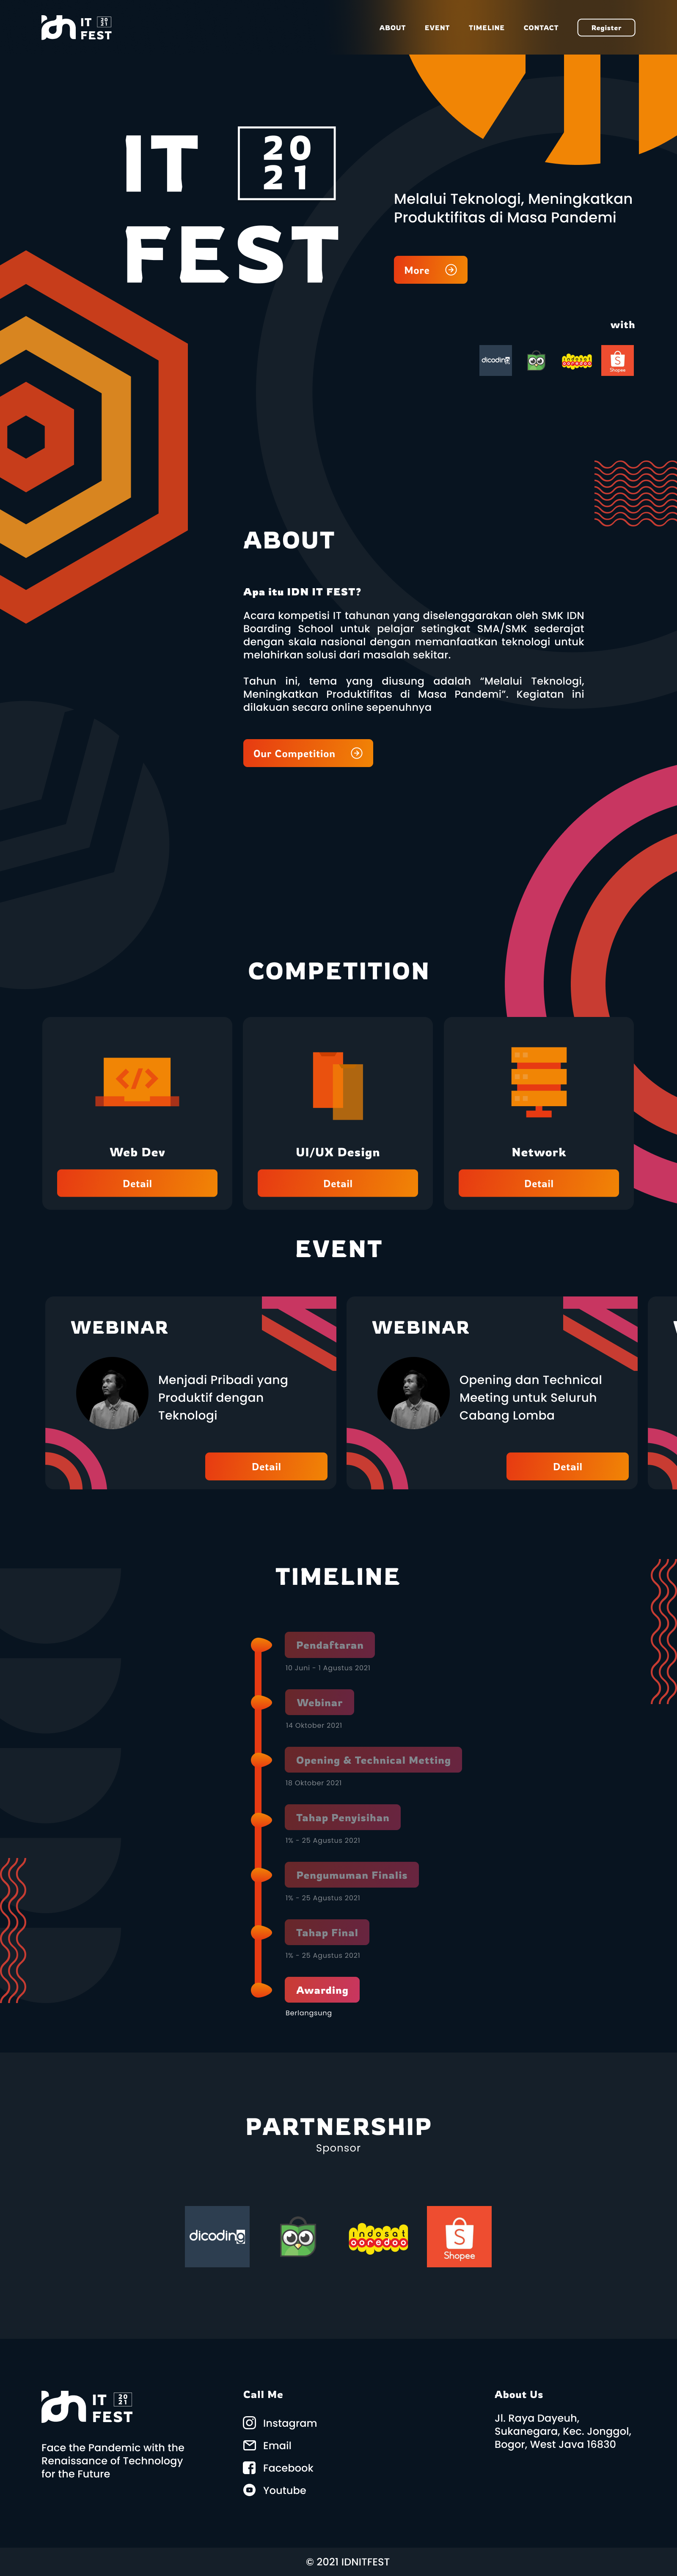 IT 20 21
FEST
ABOUT EVENT TIMELINE CONTACT Register
IT 20
21
FEST
Melalui Teknologi, Meningkatkan
Produktifitas di Masa Pandemi
More
with
dicoding
indosat
ooredoo
Shopee
ABOUT
Apa itu IDN IT FEST?
Acara kompetisi IT tahunan yang diselenggarakan oleh SMK IDN
Boarding School untuk pelajar setingkat SMA/SMK sederajat
dengan skala nasional dengan memanfaatkan teknologi untuk
melahirkan solusi dari masalah sekitar.
Tahun ini, tema yang diusung adalah “Melalui Teknologi,
Meningkatkan Produktifitas di Masa Pandemi”. Kegiatan ini
dilakuan secara online sepenuhnya
Our Competition
COMPETITION
Web Dev
Detail
UI/UX Design
Detail
Network
Detail
EVENT
WEBINAR
Menjadi Pribadi yang
Produktif dengan
Teknologi
Detail
WEBINAR
Opening dan Technical
Meeting untuk Seluruh
Cabang Lomba
Detail
TIMELINE
Pendaftaran
10 Juni - 1 Agustus 2021
Webinar
14 Oktober 2021
Opening & Technical Metting
18 Oktober 2021
Tahap Penyisihan
1% - 25 Agustus 2021
Pengumuman Finalis
1% - 25 Agustus 2021
Tahap Final
1% - 25 Agustus 2021
Awarding
Berlangsung
PARTNERSHIP
Sponsor
dicoding
indosat
ooredoo
Shopee
IT 20 21
FEST
Face the Pandemic with the
Renaissance of Technology
for the Future
Call Me
Instagram
Email
Facebook
Youtube
About Us
Jl. Raya Dayeuh,
Sukanegara, Kec. Jonggol,
Bogor, West Java 16830
© 2021 IDNITFEST